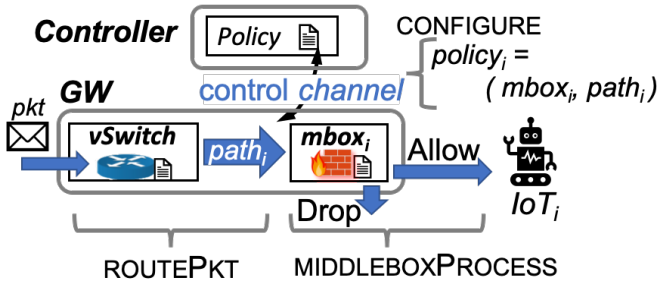 Controller
Policy
CONFIGURE
policyᵢ =
( mboxᵢ, pathᵢ)
control channel
GW
pkt
vSwitch
pathᵢ
mboxᵢ
Allow
Drop
IoTᵢ
ROUTEPKT
MIDDLEBOXPROCESS